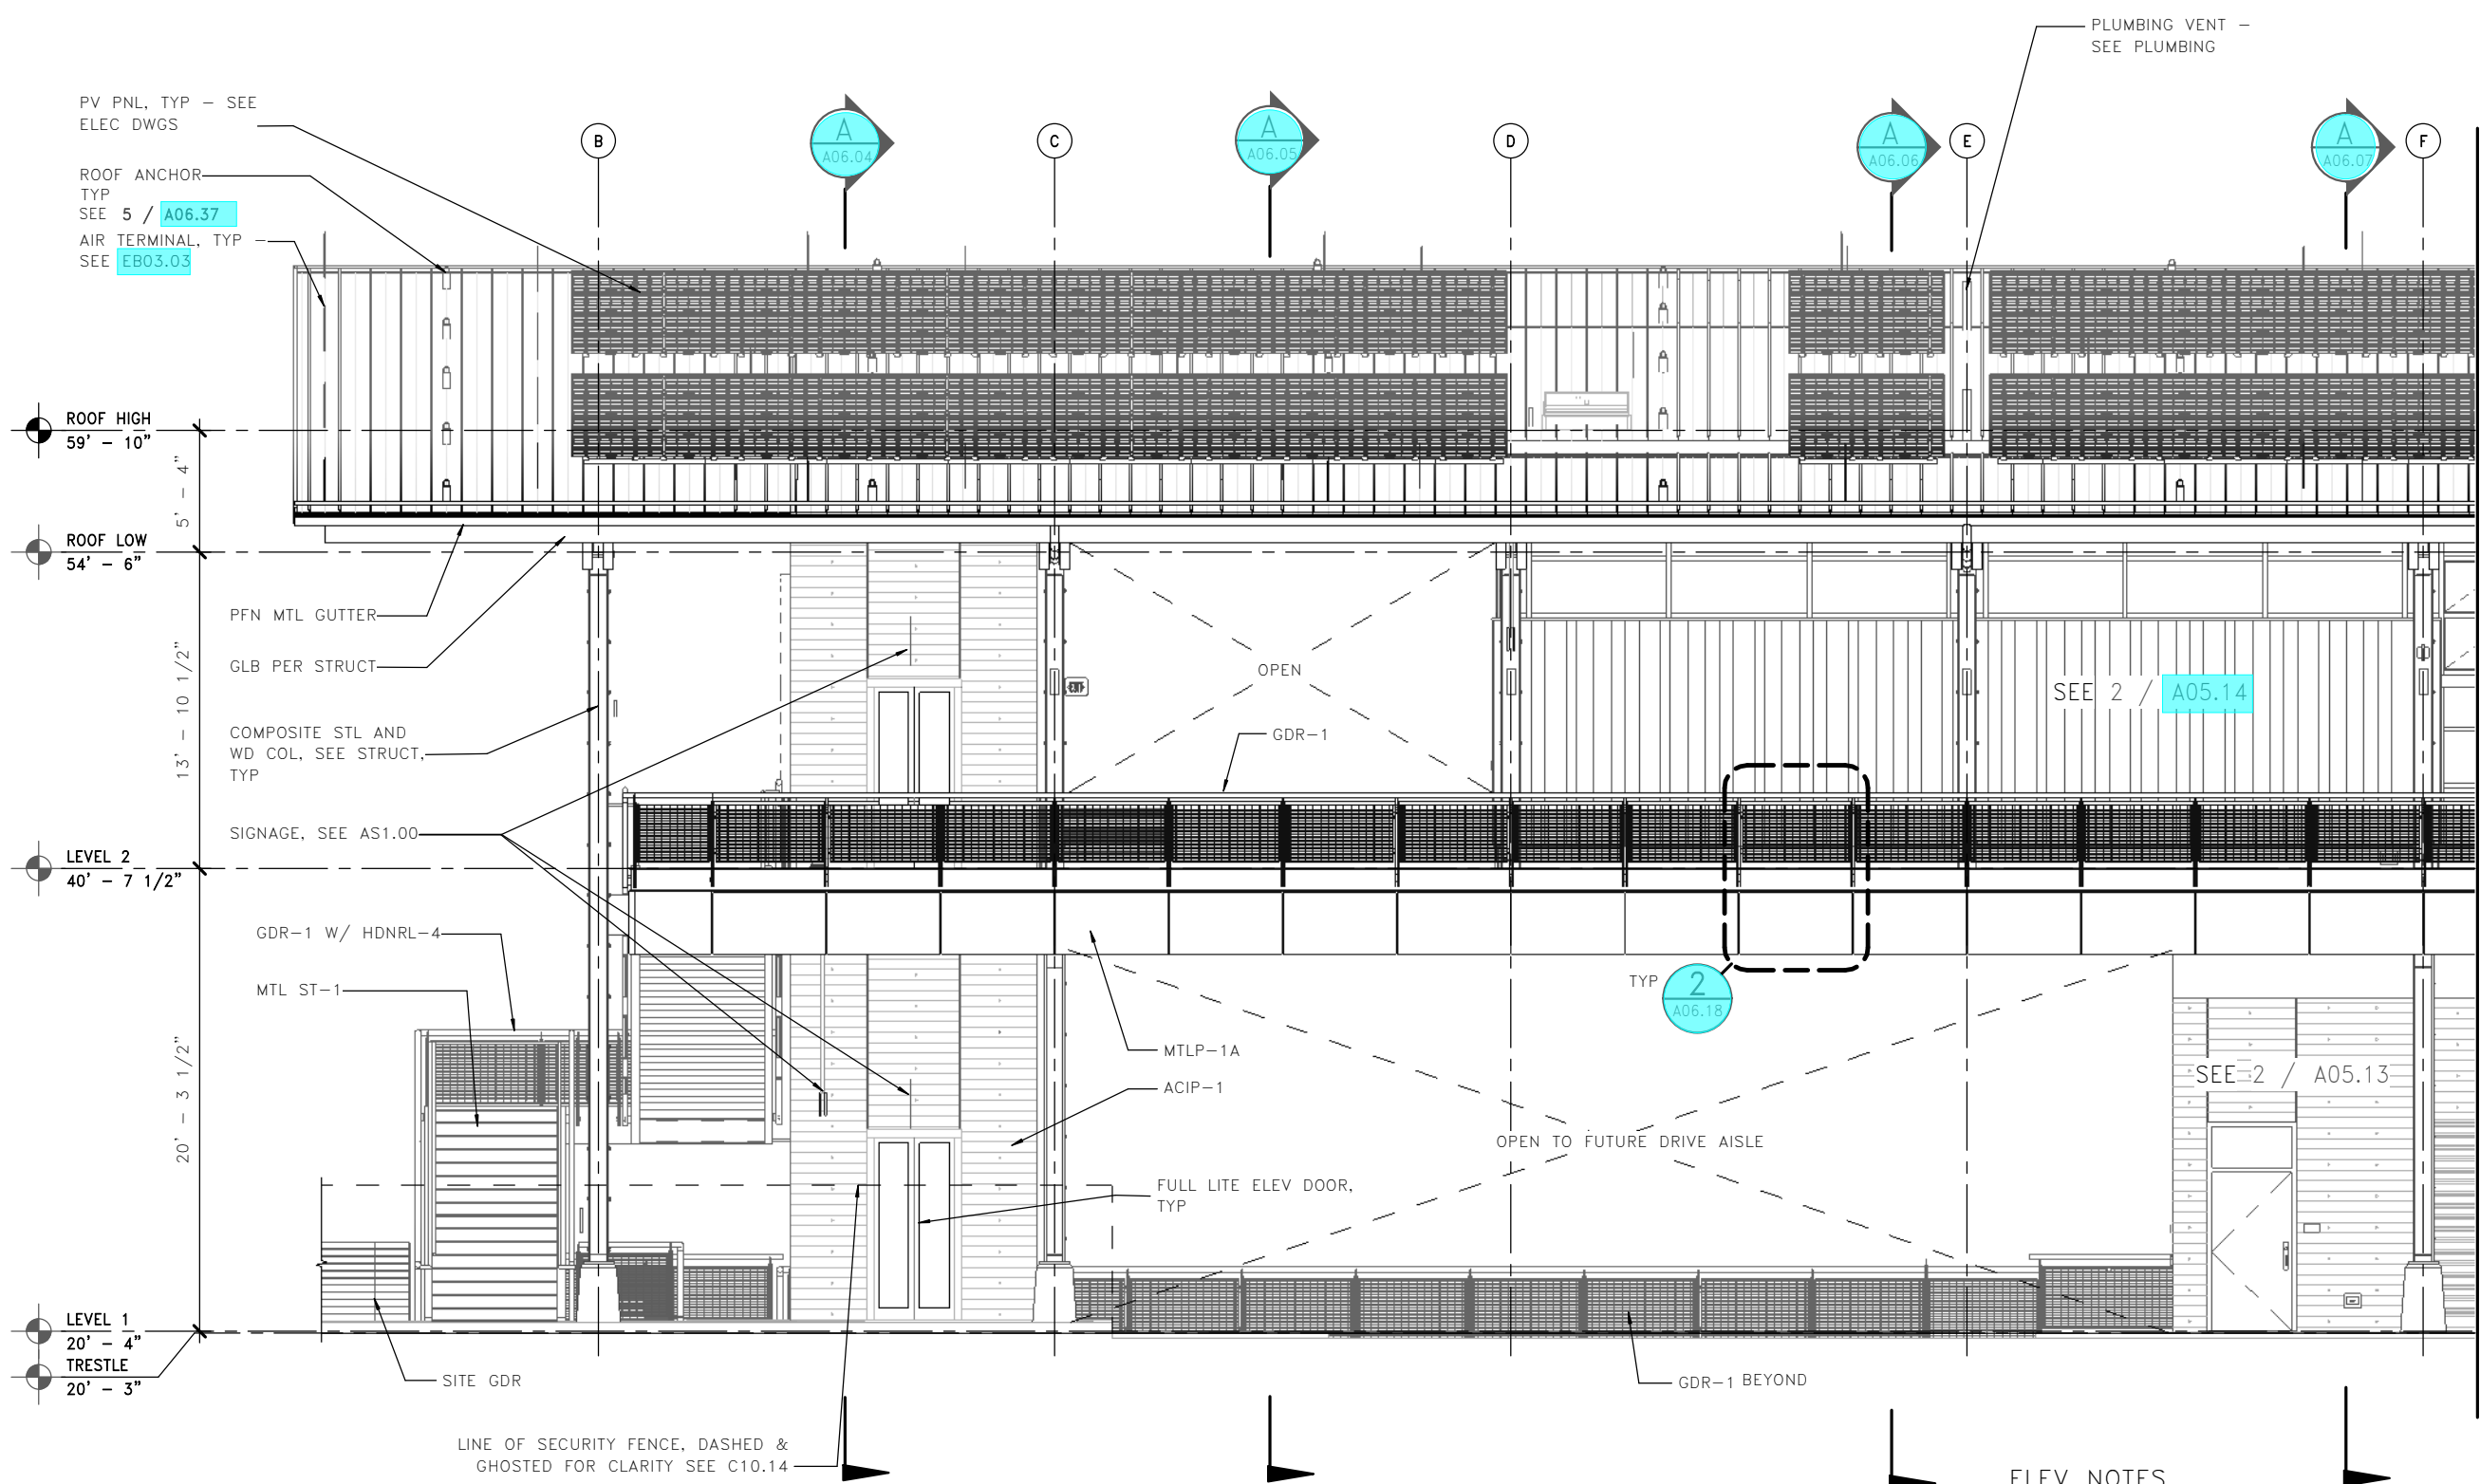 PLUMBING VENT –
SEE PLUMBING
PV PNL, TYP – SEE
ELEC DWGS
ROOF ANCHOR
TYP
SEE 5 / A06.37
AIR TERMINAL, TYP –
SEE EB03.03
B
A
A06.04
C
A
A06.05
D
A
A06.06
E
A
A06.07
F
ROOF HIGH
59' – 10"
5' – 4"
ROOF LOW
54' – 6"
PFN MTL GUTTER
GLB PER STRUCT
13' – 10 1/2"
COMPOSITE STL AND
WD COL, SEE STRUCT,
TYP
OPEN
SEE 2 / A05.14
GDR–1
SIGNAGE, SEE AS1.00
LEVEL 2
40' – 7 1/2"
GDR–1 W/ HDNRL–4
MTL ST–1
TYP
2
A06.18
MTLP–1A
ACIP–1
SEE 2 / A05.13
20' – 3 1/2"
OPEN TO FUTURE DRIVE AISLE
FULL LITE ELEV DOOR,
TYP
LEVEL 1
20' – 4"
TRESTLE
20' – 3"
SITE GDR
GDR–1 BEYOND
LINE OF SECURITY FENCE, DASHED &
GHOSTED FOR CLARITY SEE C10.14
ELEV NOTES